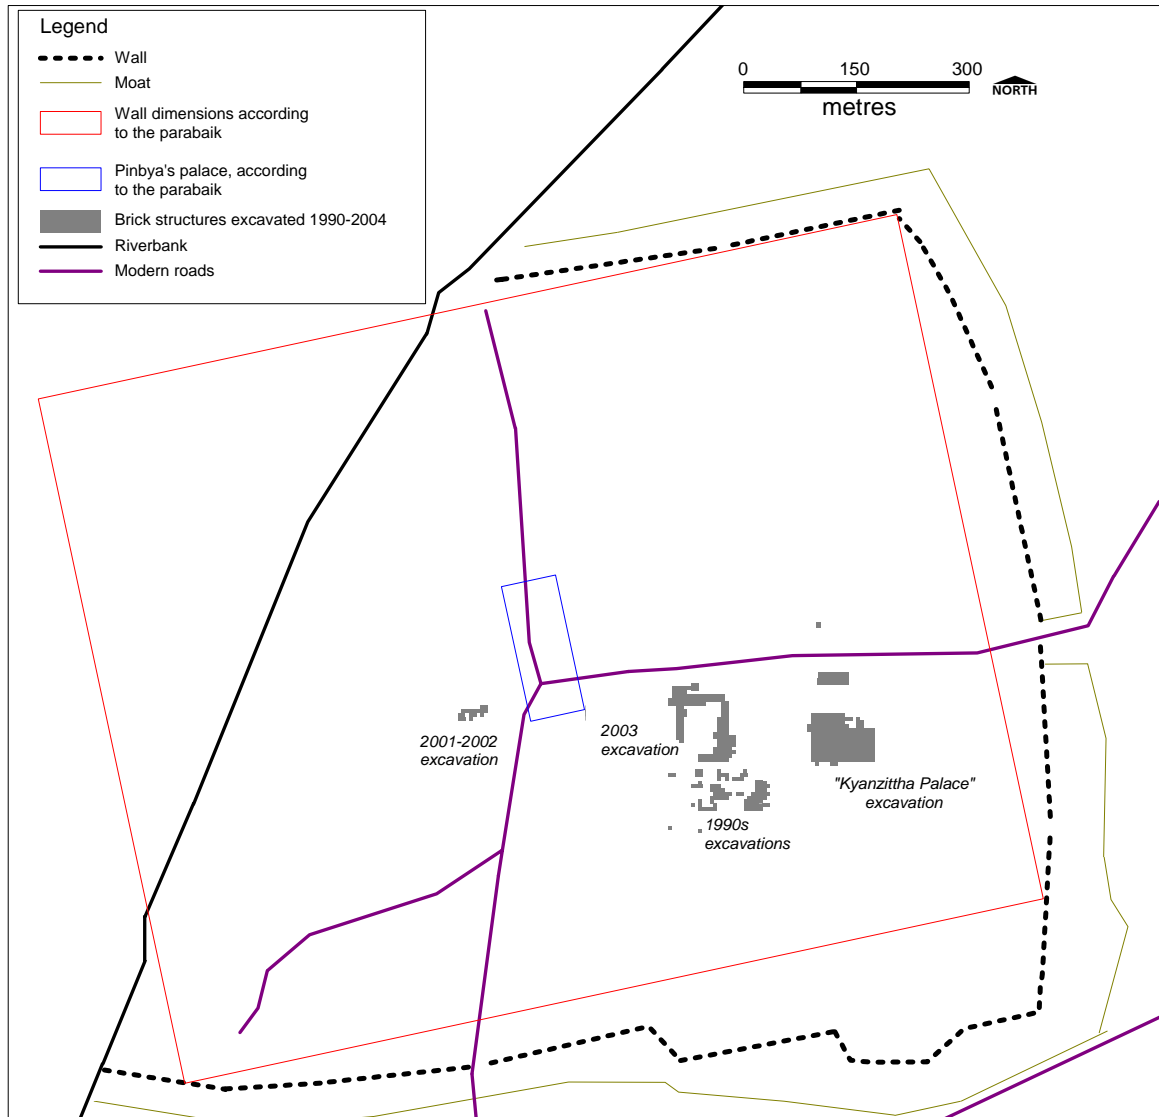 Legend
Wall
Moat
Wall dimensions according
to the parabaik
Pinbya's palace, according
to the parabaik
Brick structures excavated 1990-2004
Riverbank
Modern roads
0 150 300
metres
NORTH
2001-2002
excavation
2003
excavation
1990s
excavations
"Kyanzittha Palace"
excavation